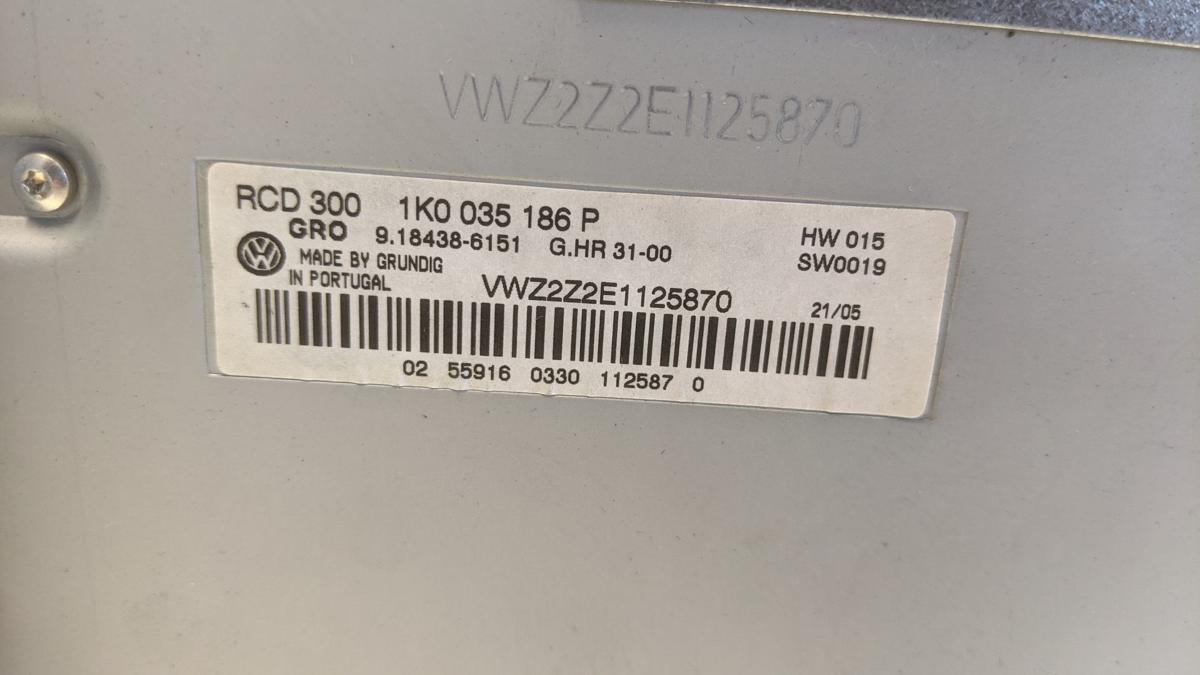 VWZ2Z2E1125870
RCD 300 1K0 035 186 P
GRO 9.18438-6151 G.HR 31-00
HW 015
SW0019
MADE BY GRUNDIG
IN PORTUGAL
VWZ2Z2E1125870
21/05
02 55916 0330 112587 0